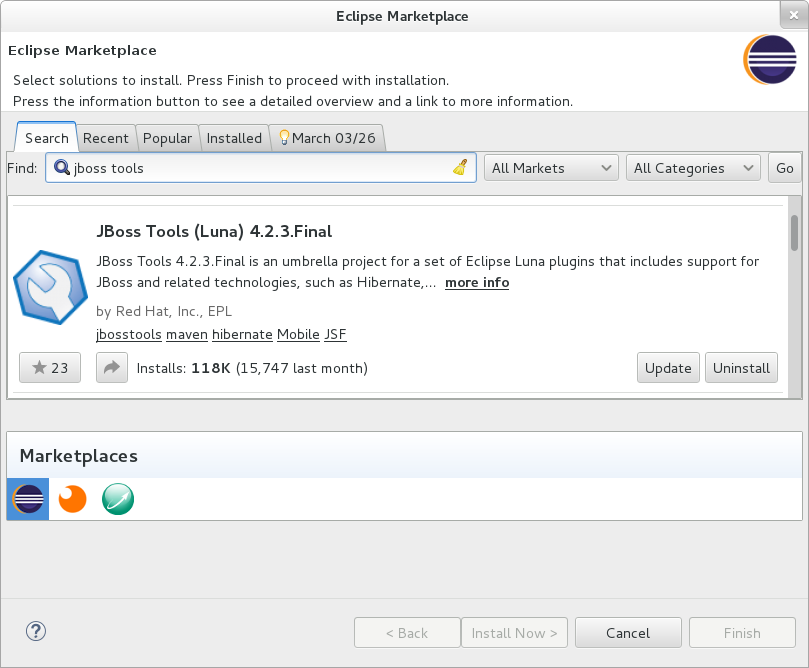 Eclipse Marketplace
Eclipse Marketplace
Select solutions to install. Press Finish to proceed with installation.
Press the information button to see a detailed overview and a link to more information.
Search Recent Popular Installed March 03/26
Find: jboss tools All Markets All Categories Go
JBoss Tools (Luna) 4.2.3.Final
JBoss Tools 4.2.3.Final is an umbrella project for a set of Eclipse Luna plugins that includes support for
JBoss and related technologies, such as Hibernate,... more info
by Red Hat, Inc., EPL
jbosstools maven hibernate Mobile JSF
23 Installs: 118K (15,747 last month) Update Uninstall
Marketplaces
? < Back Install Now > Cancel Finish